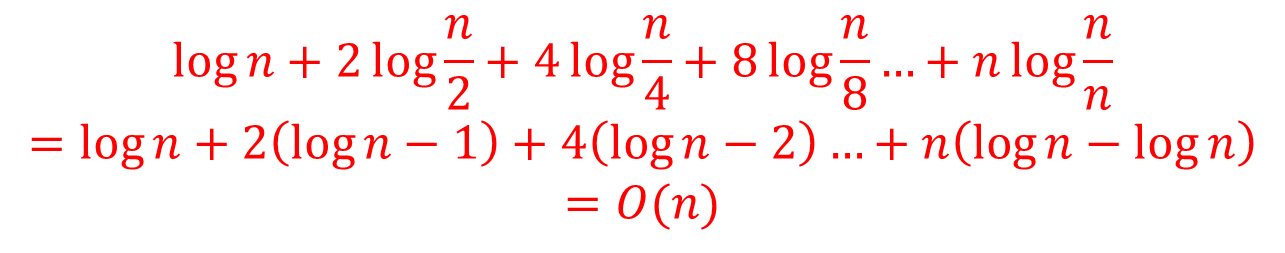 log n + 2 log n/2 + 4 log n/4 + 8 log n/8 … + n log n/n
= log n + 2(log n − 1) + 4(log n − 2) … + n(log n − log n)
= O(n)